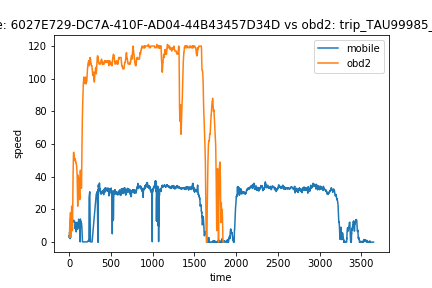 e: 6027E729-DC7A-410F-AD04-44B43457D34D vs obd2: trip_TAU99985_
mobile
obd2
120
100
80
60
40
20
0
speed
0 500 1000 1500 2000 2500 3000 3500
time